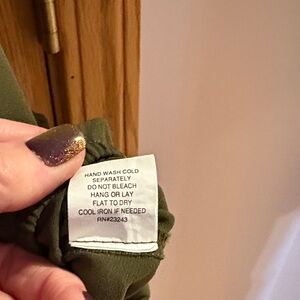 HAND WASH COLD
SEPARATELY
DO NOT BLEACH
HANG OR LAY
FLAT TO DRY
COOL IRON IF NEEDED
RN#23243